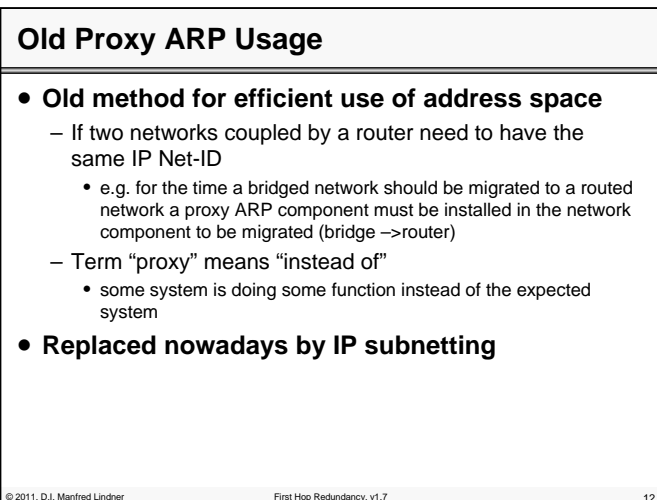 Old Proxy ARP Usage
• Old method for efficient use of address space
– If two networks coupled by a router need to have the
same IP Net-ID
• e.g. for the time a bridged network should be migrated to a routed
network a proxy ARP component must be installed in the network
component to be migrated (bridge –>router)
– Term “proxy” means “instead of”
• some system is doing some function instead of the expected
system
• Replaced nowadays by IP subnetting
© 2011, D.I. Manfred Lindner First Hop Redundancy, v1.7 12